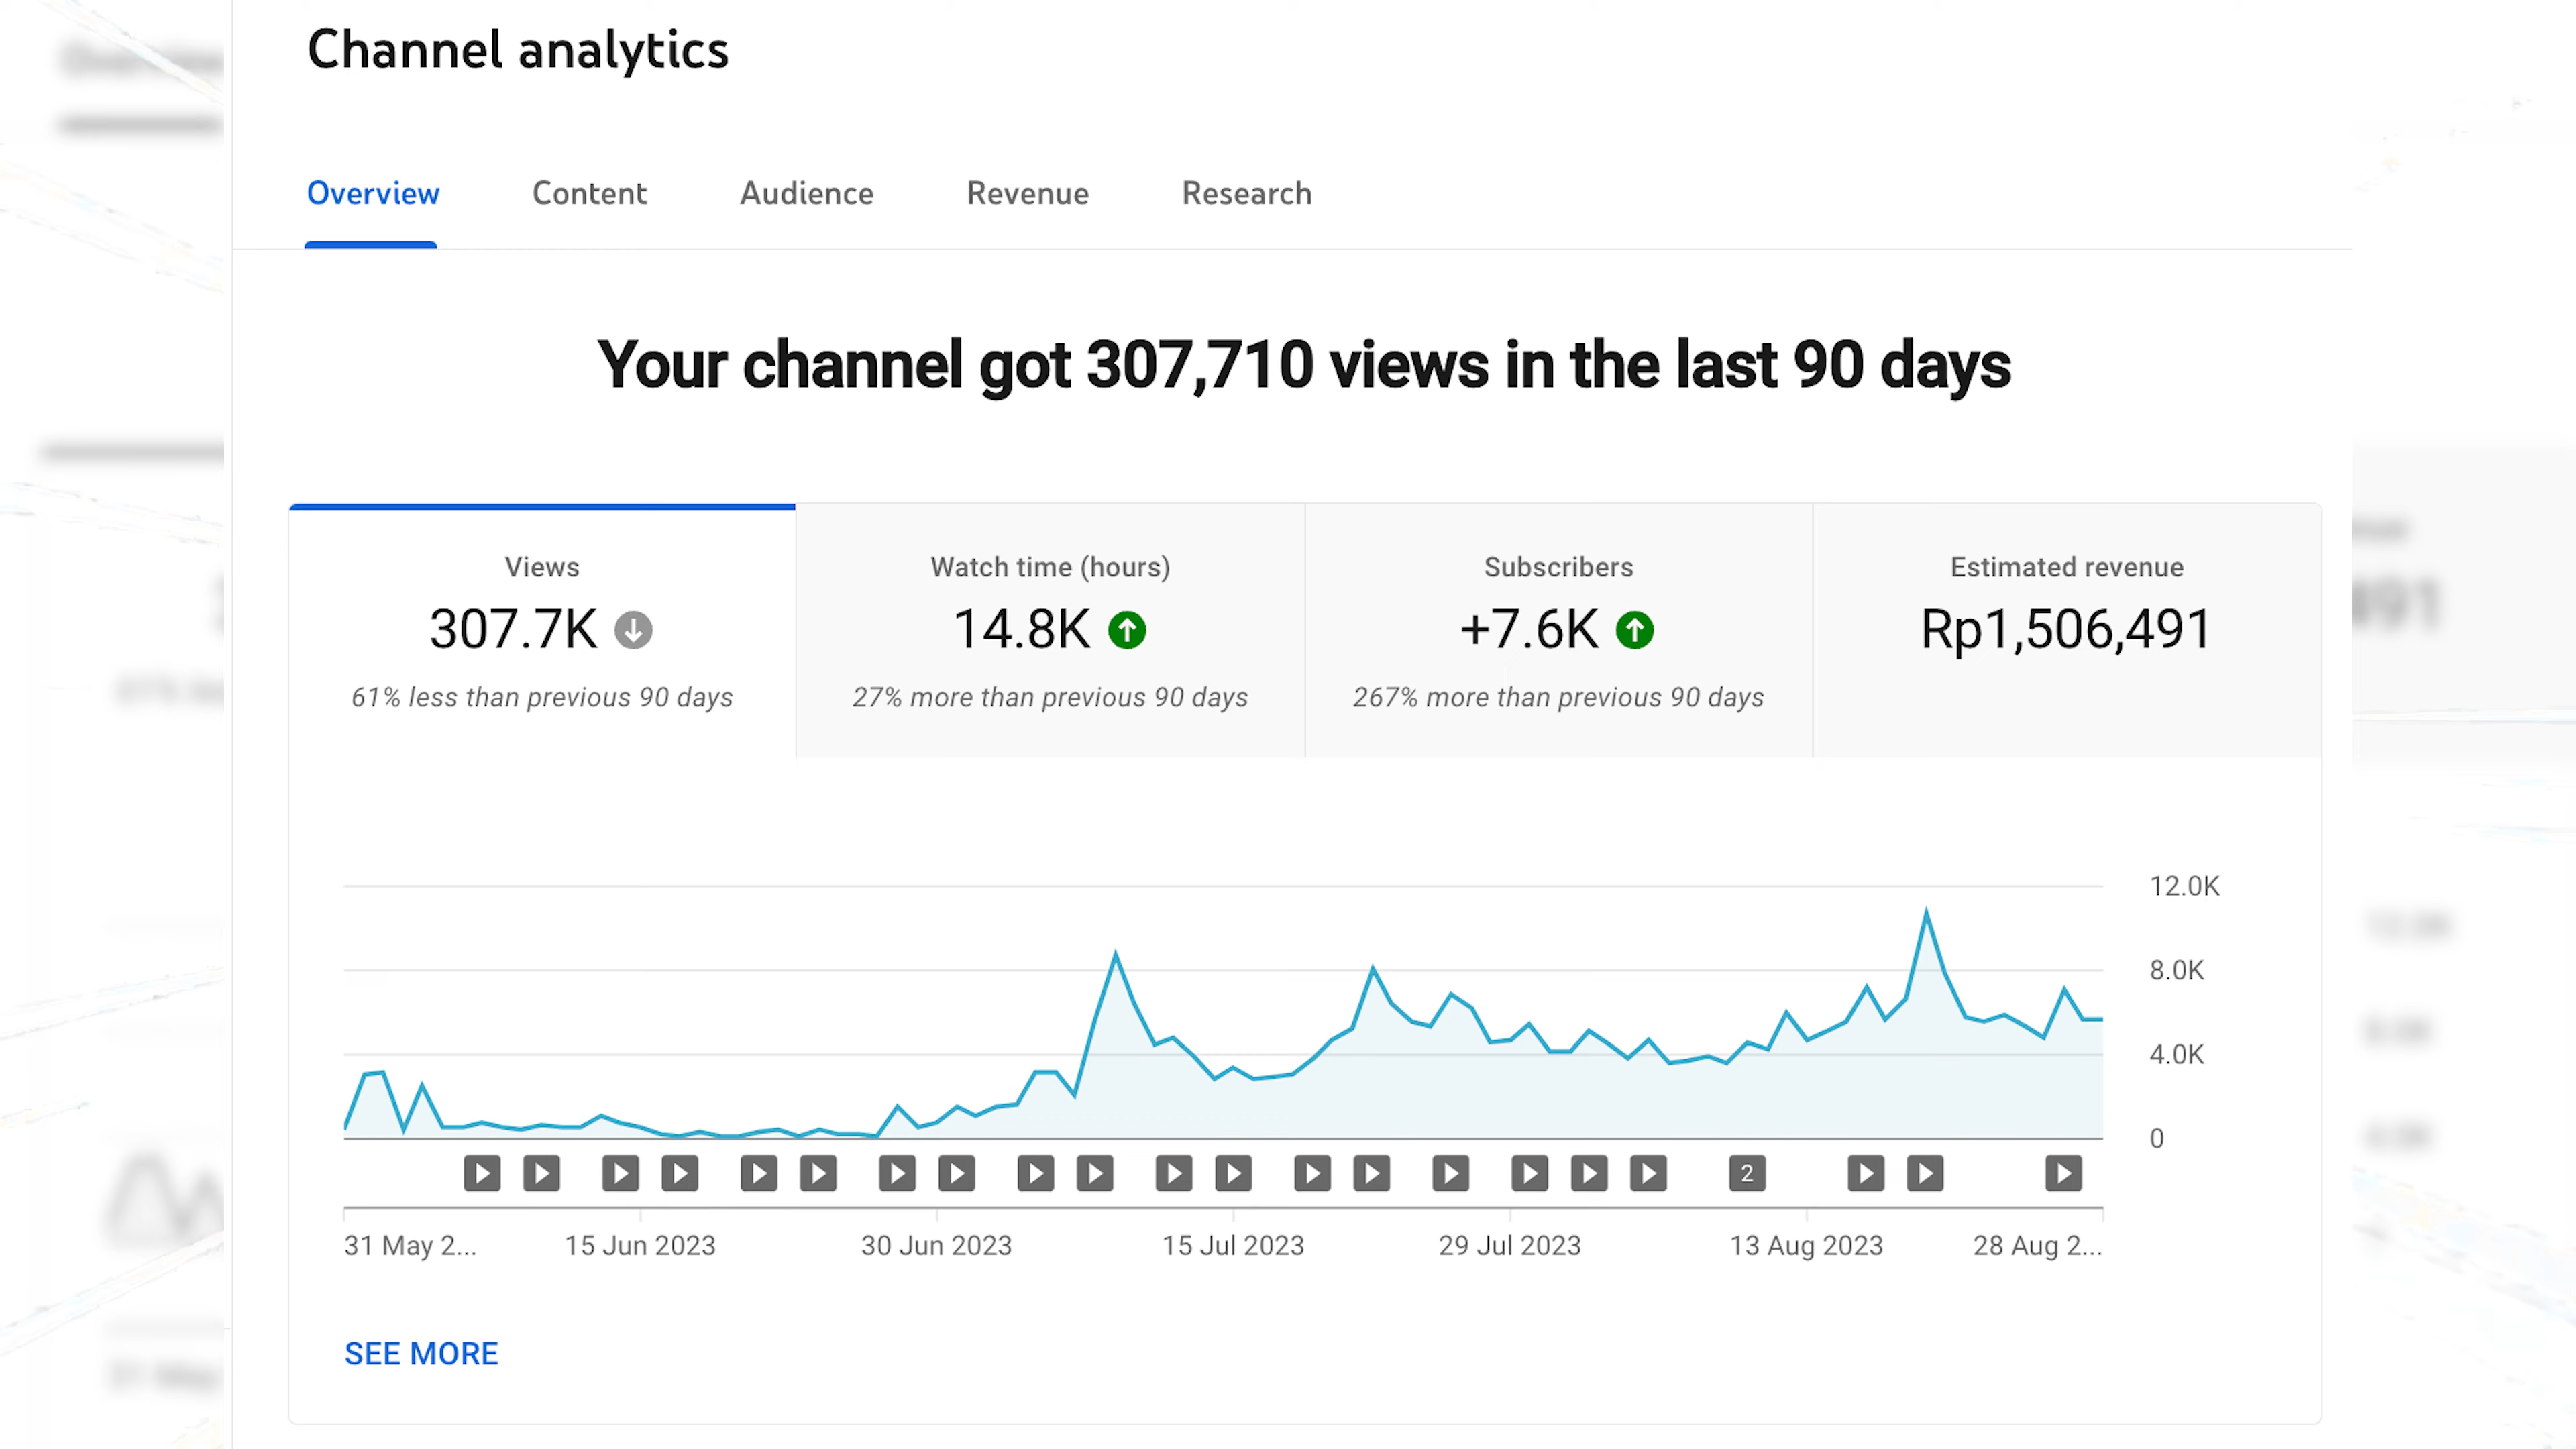 Channel analytics
Overview Content Audience Revenue Research
Your channel got 307,710 views in the last 90 days
Views
307.7K
61% less than previous 90 days
Watch time (hours)
14.8K
27% more than previous 90 days
Subscribers
+7.6K
267% more than previous 90 days
Estimated revenue
Rp1,506,491
12.0K
8.0K
4.0K
0
2
31 May 2... 15 Jun 2023 30 Jun 2023 15 Jul 2023 29 Jul 2023 13 Aug 2023 28 Aug 2...
SEE MORE